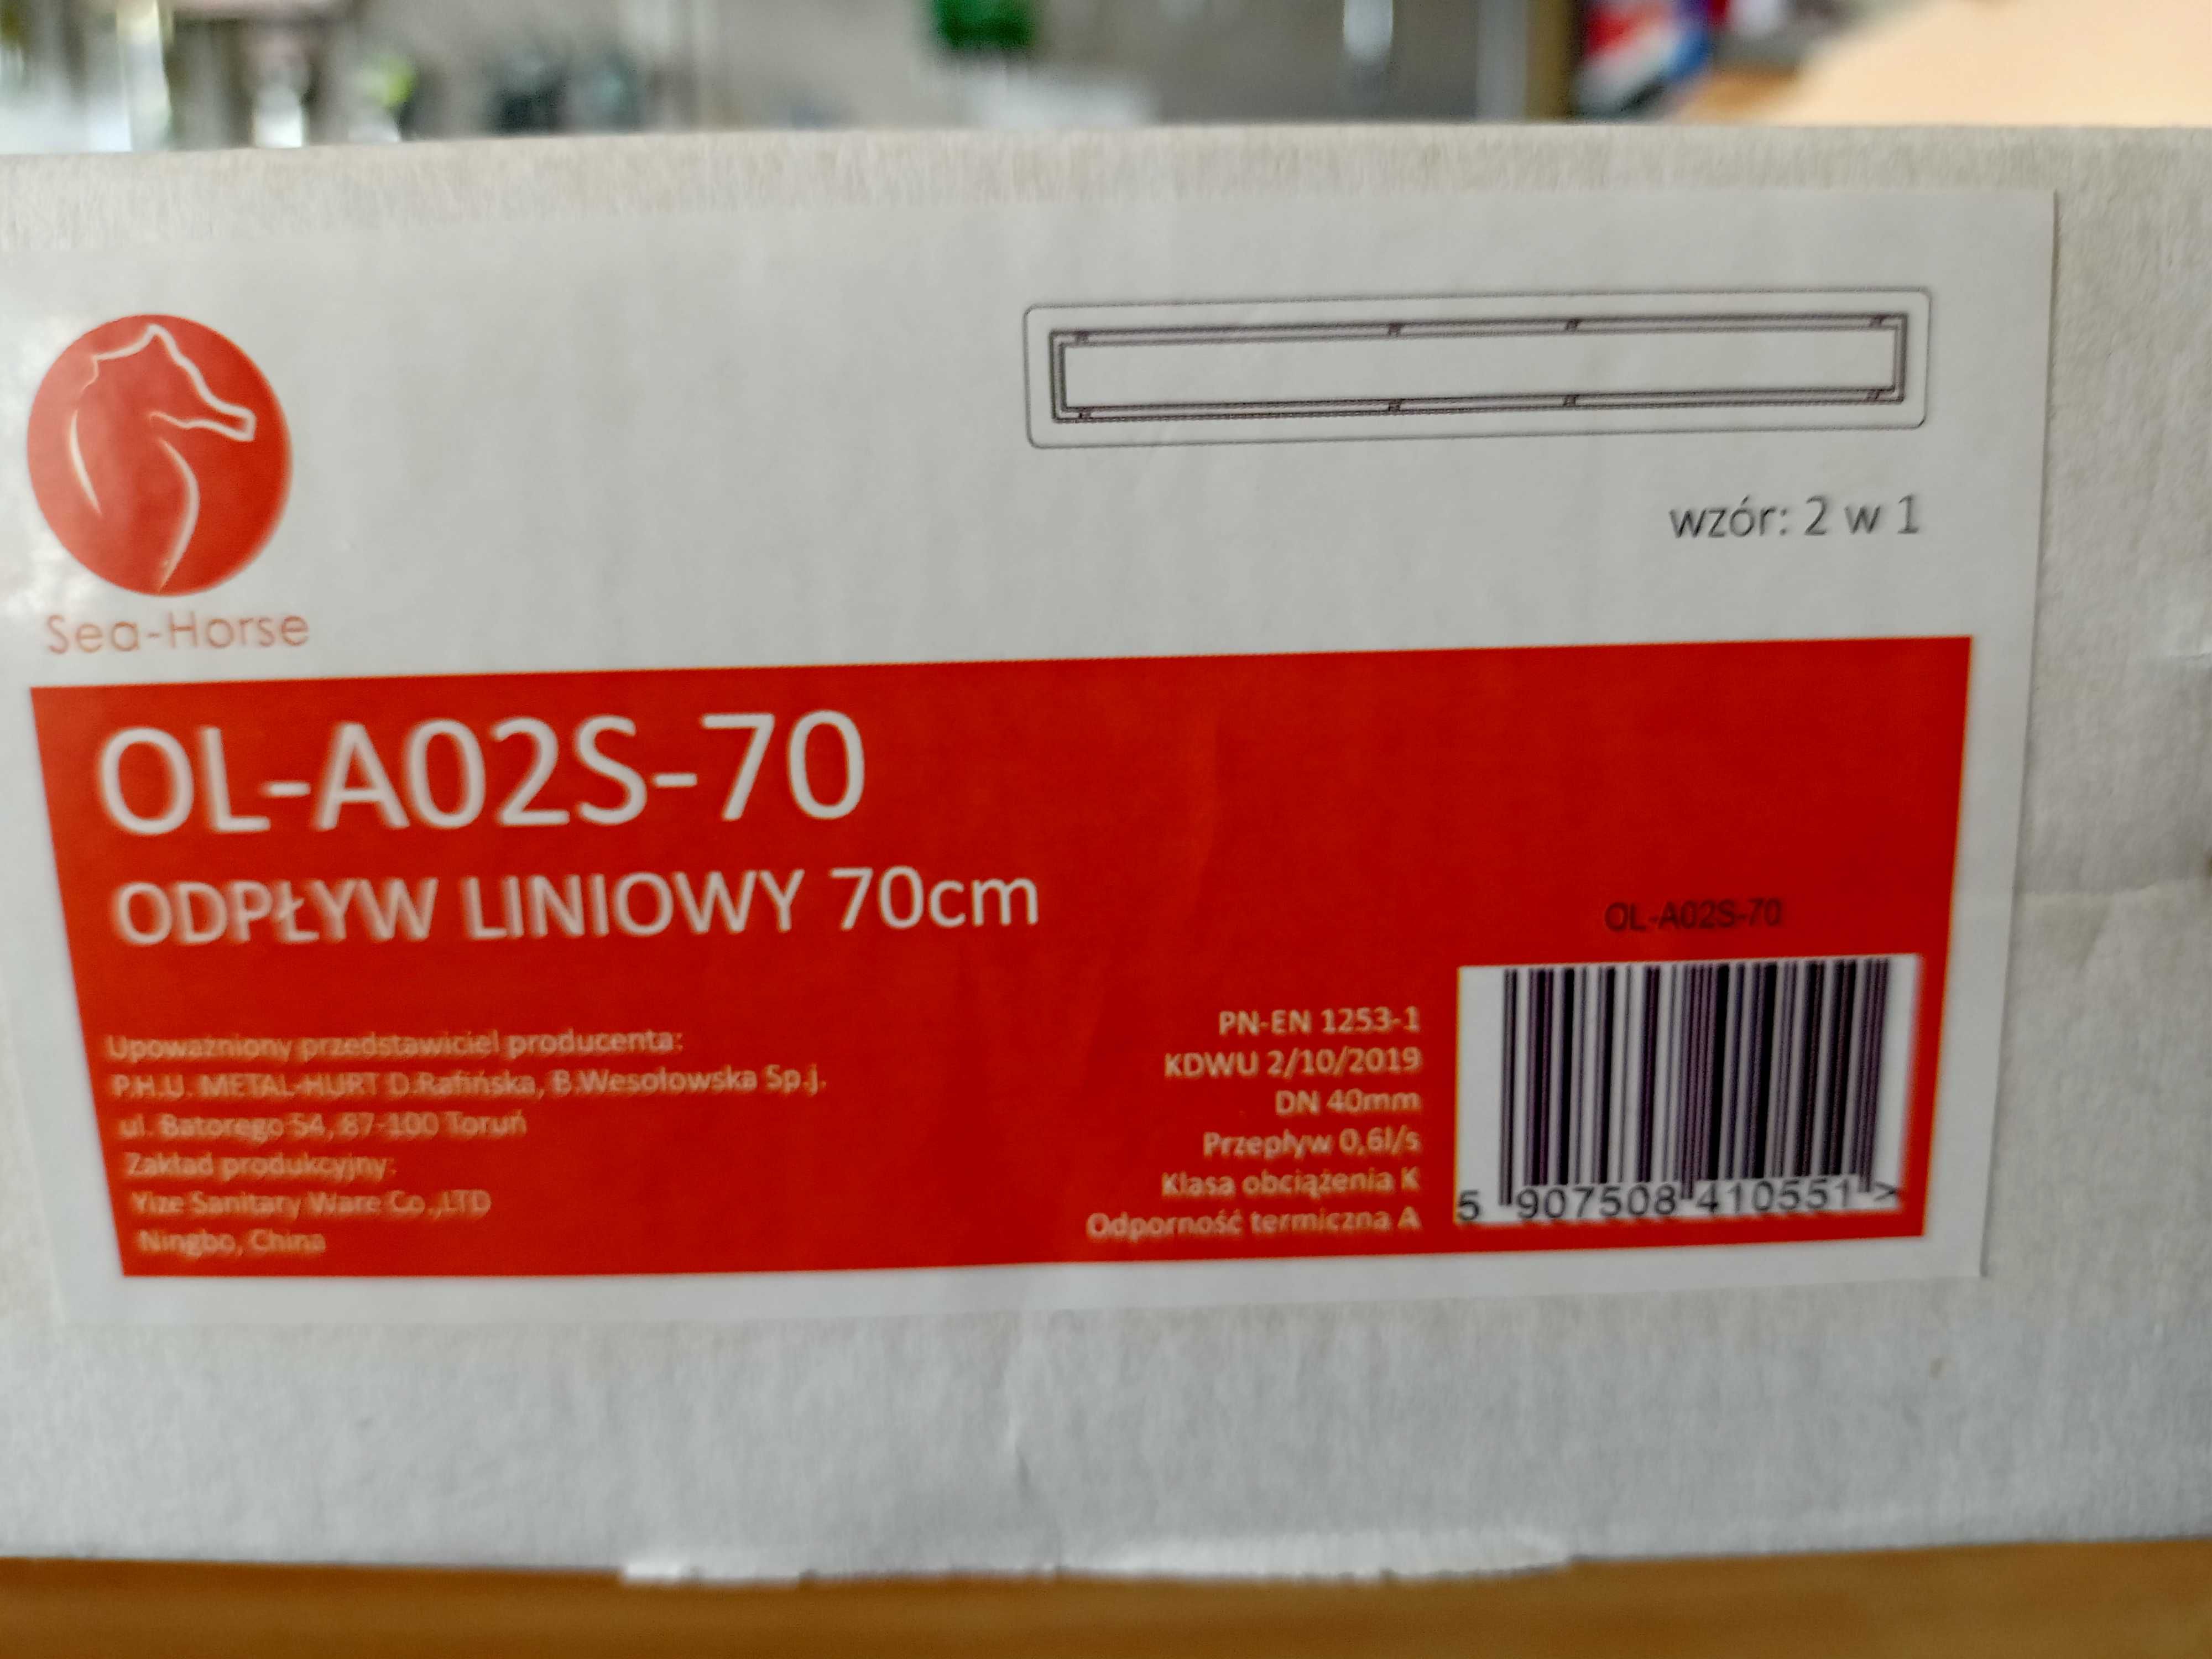 wzór: 2 w 1
Sea-Horse
OL-A02S-70
ODPŁYW LINIOWY 70cm
Upoważniony przedstawiciel producenta:
P.H.U. METAL-HURT D.Rafińska, B.Wesołowska Sp.j.
ul. Batorego 54, 87-100 Toruń
Zakład produkcyjny:
Yize Sanitary Ware Co.,LTD
Ningbo, China
PN-EN 1253-1
KDWU 2/10/2019
DN 40mm
Przepływ 0,6l/s
Klasa obciążenia K
Odporność termiczna A
OL-A02S-70
5 907508 410551 >